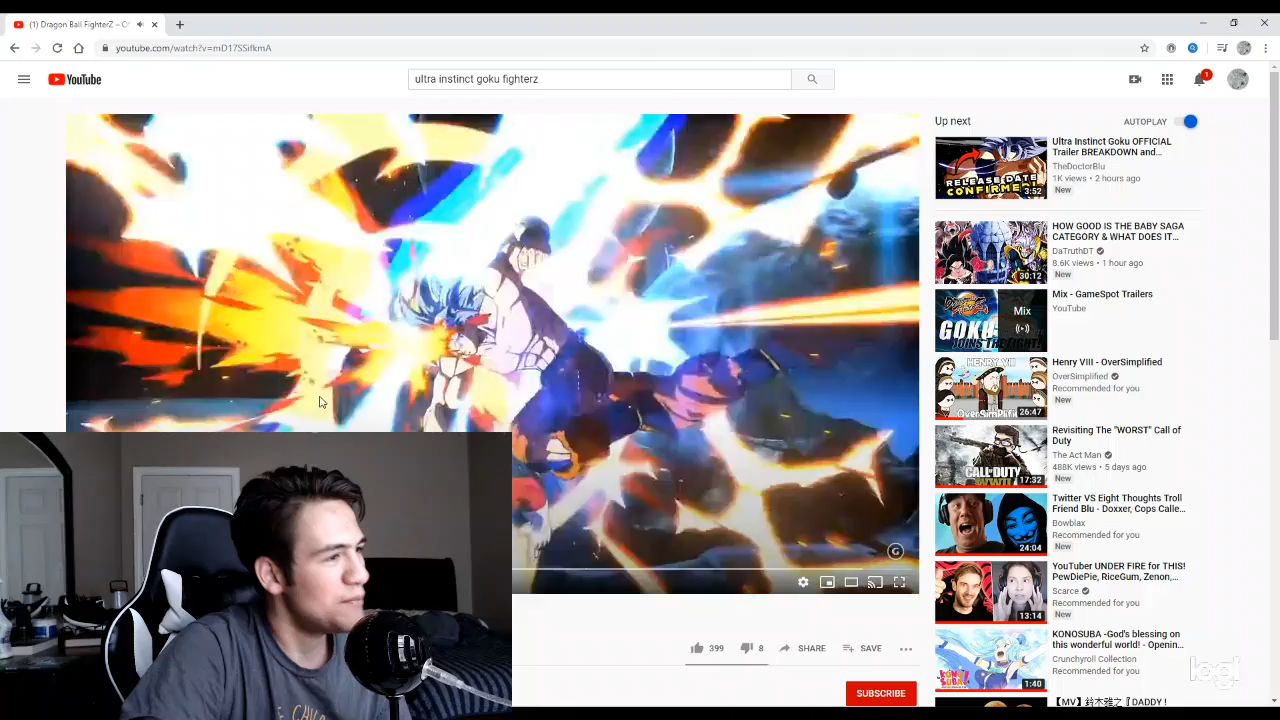 (1) Dragon Ball FighterZ – O
youtube.com/watch?v=mD17SSifkmA
YouTube
ultra instinct goku fighterz
1
Up next
AUTOPLAY
RELEASE DATE
CONFIRMED!
3:52
Ultra Instinct Goku OFFICIAL
Trailer BREAKDOWN and...
TheDoctorBlu
1K views • 2 hours ago
New
30:12
HOW GOOD IS THE BABY SAGA
CATEGORY & WHAT DOES IT...
DaTruthDT
8.6K views • 1 hour ago
New
GOKU
JOINS THE FIGHT!
Mix
Mix - GameSpot Trailers
YouTube
HENRY VIII
OverSimplified
26:47
Henry VIII - OverSimplified
OverSimplified
Recommended for you
New
CALL OF DUTY
WWII
17:32
Revisiting The "WORST" Call of
Duty
The Act Man
488K views • 5 days ago
New
24:04
Twitter VS Eight Thoughts Troll
Friend Blu - Doxxer, Cops Calle...
Bowblax
Recommended for you
New
13:14
YouTuber UNDER FIRE for THIS!
PewDiePie, RiceGum, Zenon,...
Scarce
Recommended for you
New
1:40
KONOSUBA -God's blessing on
this wonderful world! - Openin...
Crunchyroll Collection
Recommended for you
【MV】鈴木雅之『DADDY !
G
399
8
SHARE
SAVE
SUBSCRIBE
logi